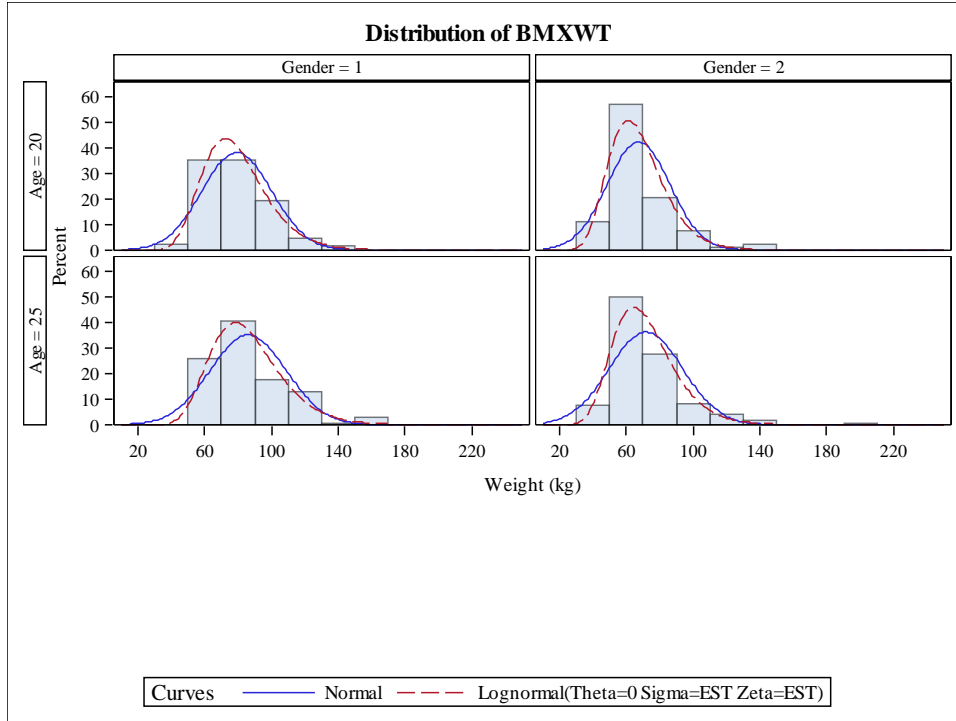 Distribution of BMXWT
Gender = 1
Gender = 2
Age = 20
Percent
60
50
40
30
20
10
0
Age = 25
60
50
40
30
20
10
0
20 60 100 140 180 220
20 60 100 140 180 220
Weight (kg)
Curves Normal Lognormal(Theta=0 Sigma=EST Zeta=EST)